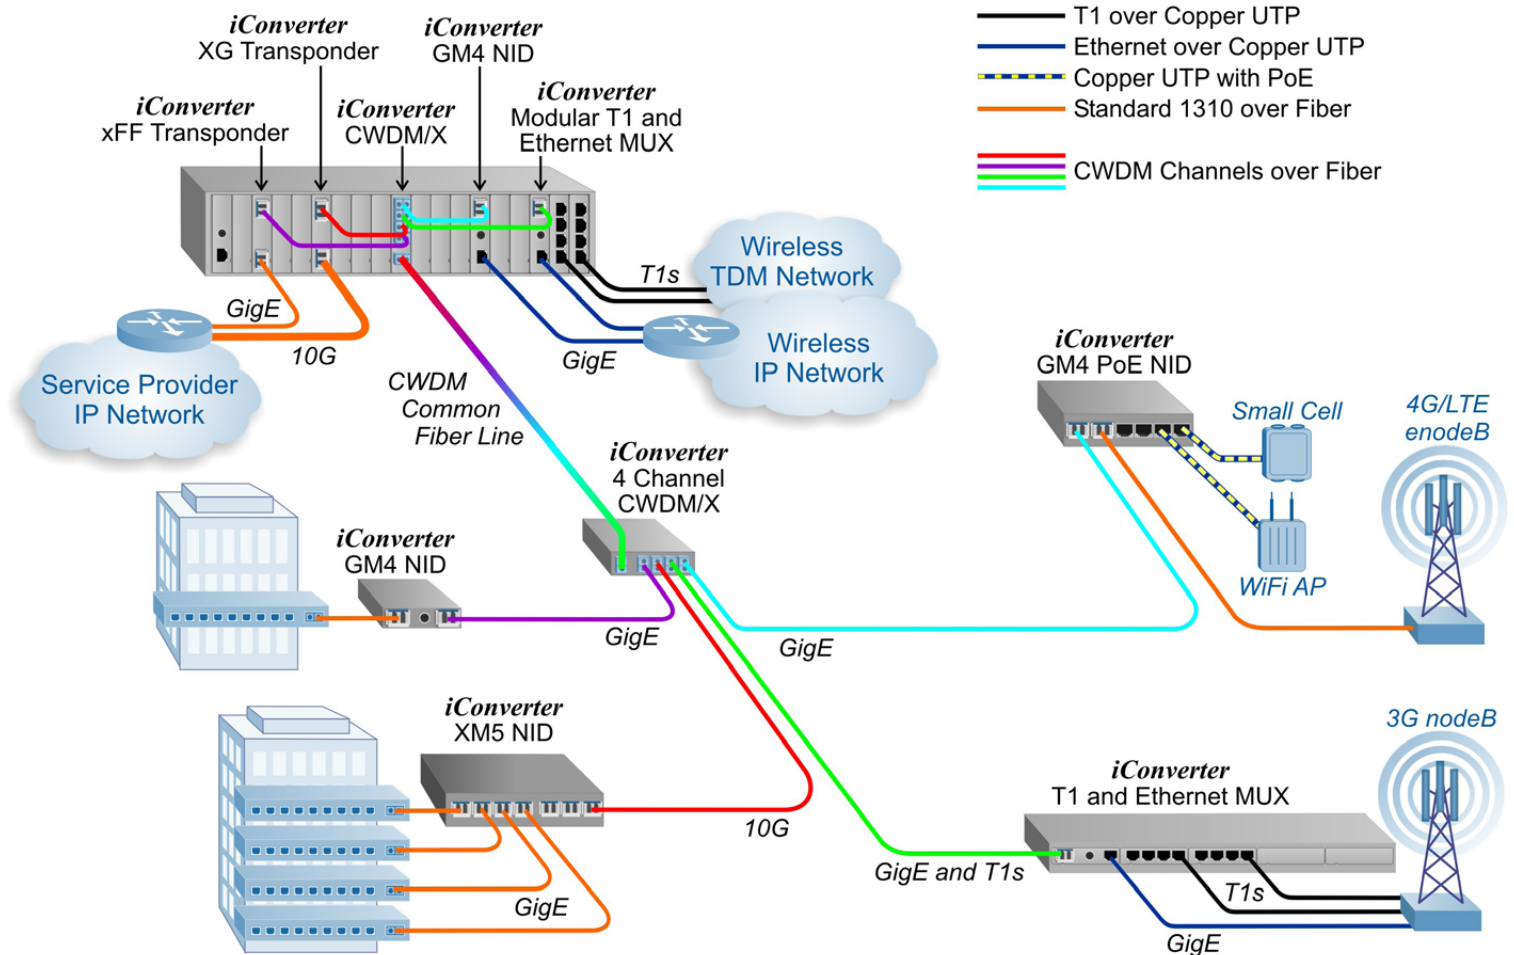 iConverter
XG Transponder
iConverter
GM4 NID
iConverter
xFF Transponder
iConverter
CWDM/X
iConverter
Modular T1 and
Ethernet MUX
T1 over Copper UTP
Ethernet over Copper UTP
Copper UTP with PoE
Standard 1310 over Fiber
CWDM Channels over Fiber
Wireless
TDM Network
T1s
GigE
10G
GigE
Wireless
IP Network
Service Provider
IP Network
CWDM
Common
Fiber Line
iConverter
4 Channel
CWDM/X
iConverter
GM4 PoE NID
Small Cell
4G/LTE
enodeB
WiFi AP
iConverter
GM4 NID
GigE
GigE
iConverter
XM5 NID
10G
GigE
3G nodeB
iConverter
T1 and Ethernet MUX
GigE and T1s
T1s
GigE